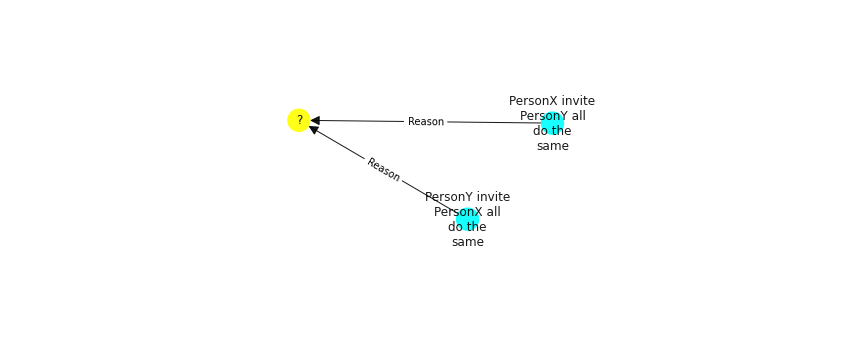 PersonX invite
PersonY all
do the
same
?
Reason
Reason
PersonY invite
PersonX all
do the
same